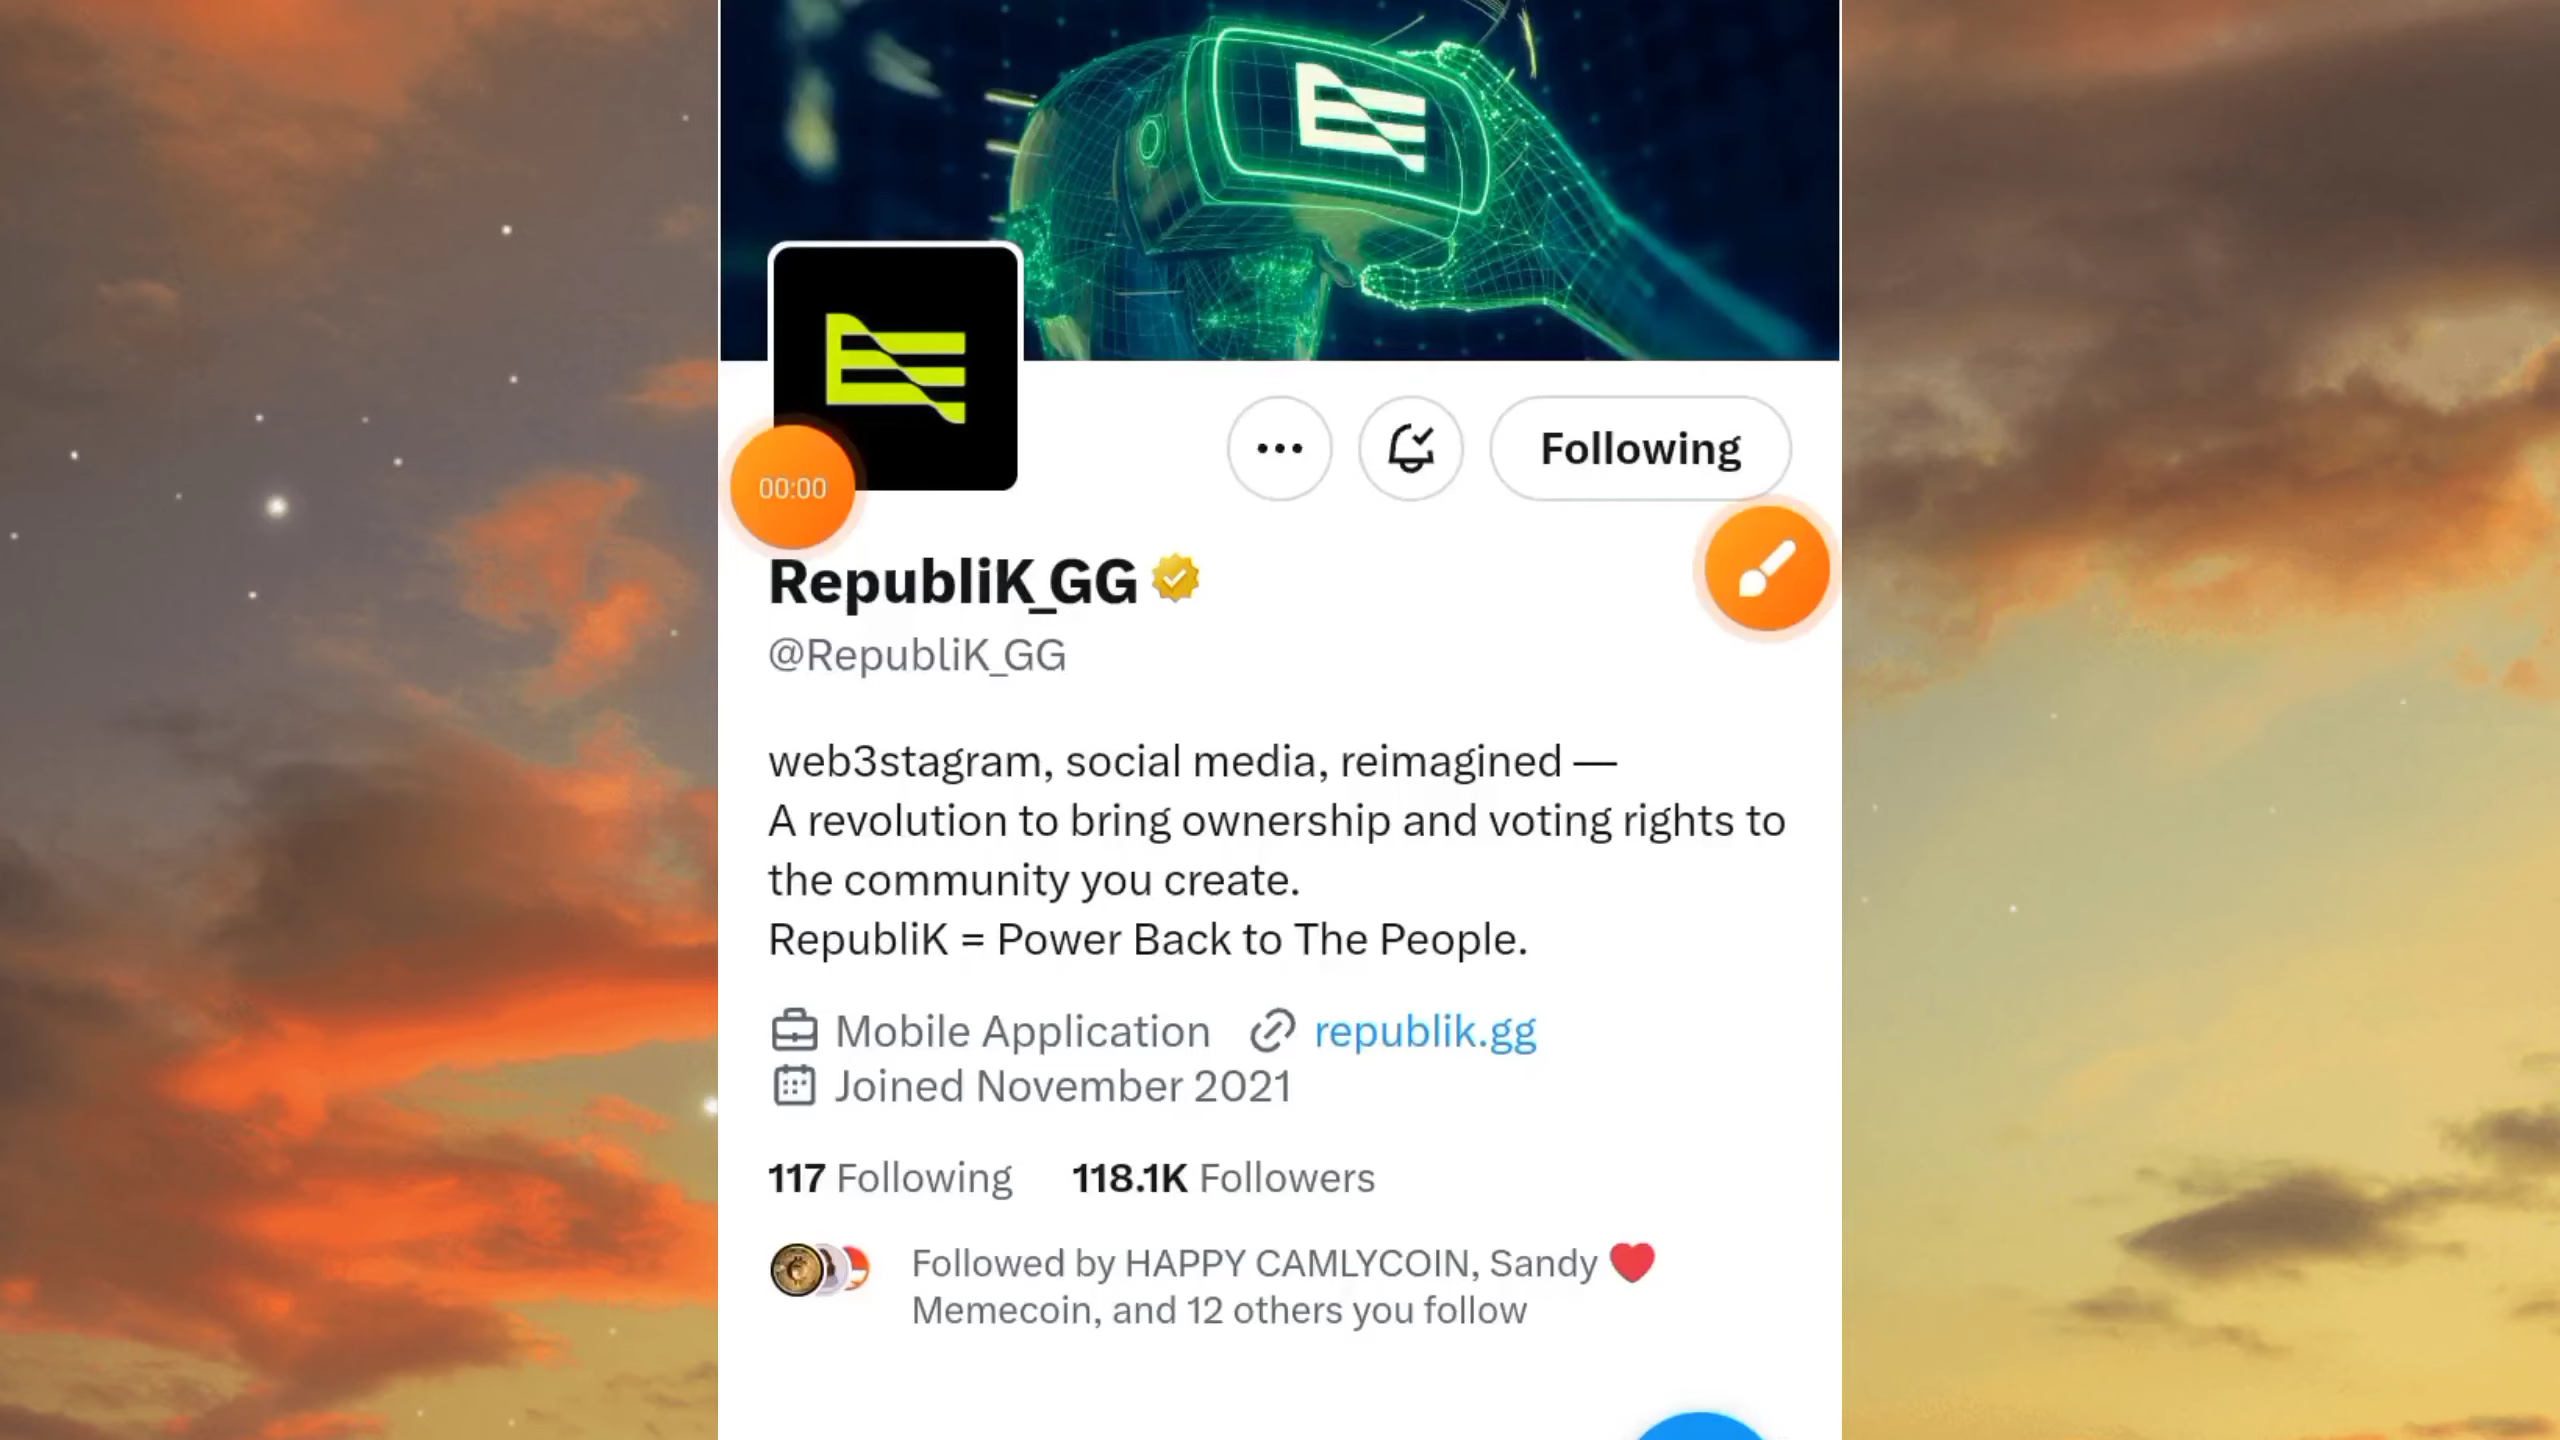 Following
00:00
RepubliK_GG
@RepubliK_GG
web3stagram, social media, reimagined —
A revolution to bring ownership and voting rights to
the community you create.
RepubliK = Power Back to The People.
Mobile Application republik.gg
Joined November 2021
117 Following 118.1K Followers
Followed by HAPPY CAMLYCOIN, Sandy ❤️
Memecoin, and 12 others you follow